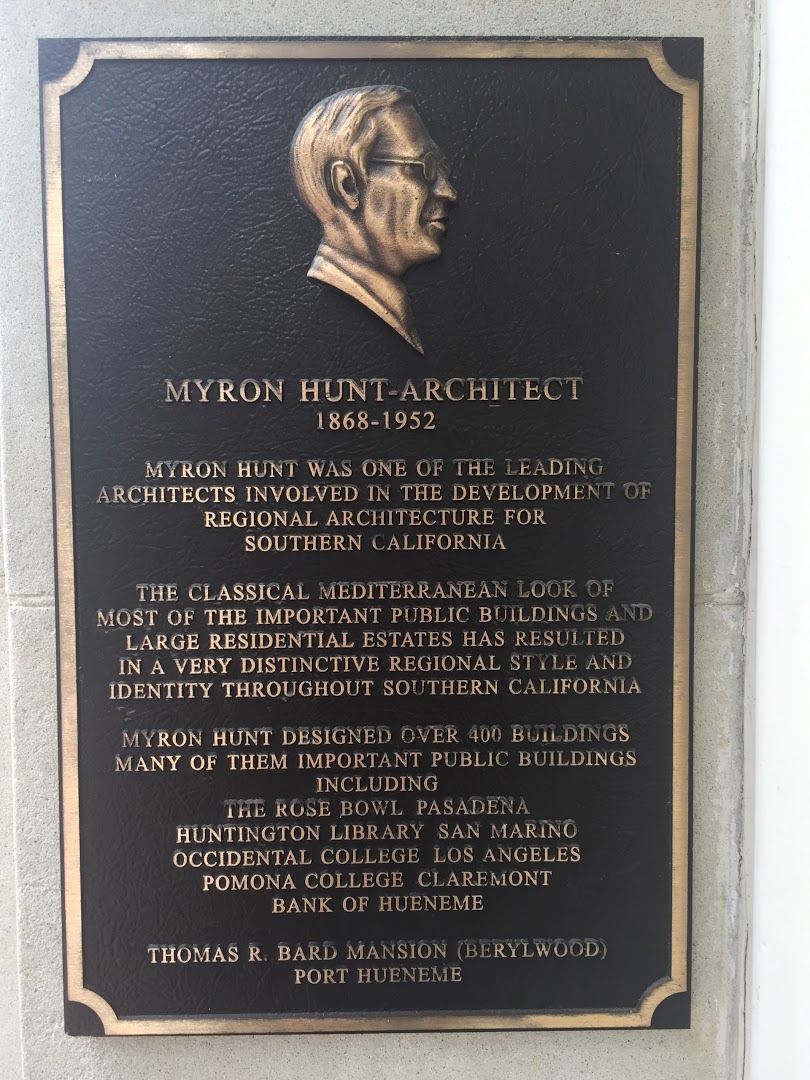 MYRON HUNT-ARCHITECT
1868-1952
MYRON HUNT WAS ONE OF THE LEADING
ARCHITECTS INVOLVED IN THE DEVELOPMENT OF
REGIONAL ARCHITECTURE FOR
SOUTHERN CALIFORNIA
THE CLASSICAL MEDITERRANEAN LOOK OF
MOST OF THE IMPORTANT PUBLIC BUILDINGS AND
LARGE RESIDENTIAL ESTATES HAS RESULTED
IN A VERY DISTINCTIVE REGIONAL STYLE AND
IDENTITY THROUGHOUT SOUTHERN CALIFORNIA
MYRON HUNT DESIGNED OVER 400 BUILDINGS
MANY OF THEM IMPORTANT PUBLIC BUILDINGS
INCLUDING
THE ROSE BOWL PASADENA
HUNTINGTON LIBRARY SAN MARINO
OCCIDENTAL COLLEGE LOS ANGELES
POMONA COLLEGE CLAREMONT
BANK OF HUENEME
THOMAS R. BARD MANSION (BERYLWOOD)
PORT HUENEME